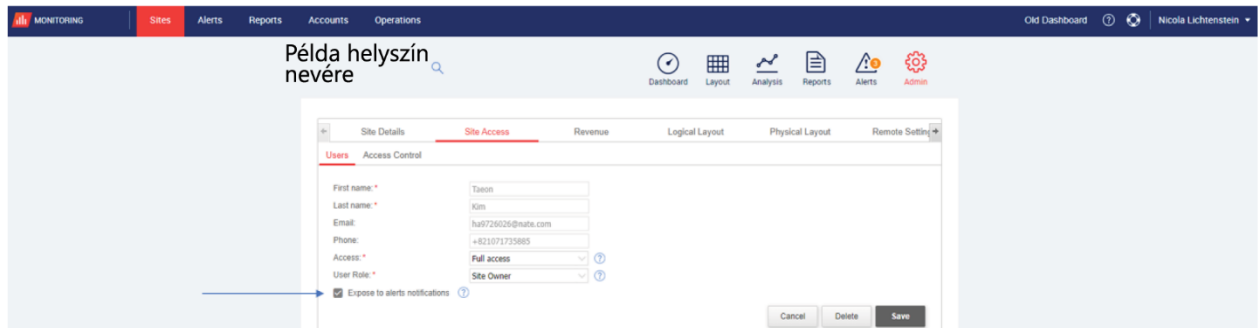 MONITORING Sites Alerts Reports Accounts Operations Old Dashboard Nicola Lichtenstein
Példa helyszín
nevére
Dashboard Layout Analysis Reports Alerts Admin
3
Site Details Site Access Revenue Logical Layout Physical Layout Remote Setting
Users Access Control
First name:* Taeon
Last name:* Kim
Email: ha9726026@nate.com
Phone: +821071735885
Access:* Full access
User Role:* Site Owner
Expose to alerts notifications
Cancel Delete Save